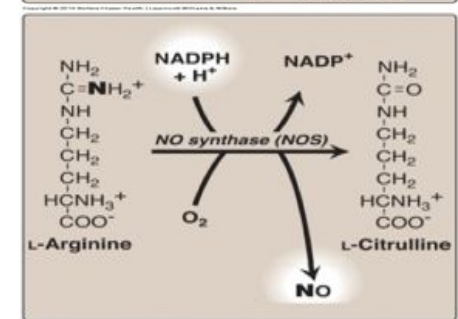 NADPH
+ H⁺
NADP⁺
NH₂
C=NH₂⁺
NH
CH₂
CH₂
CH₂
HCNH₃⁺
COO⁻
L-Arginine
NO synthase (NOS)
O₂
NO
NH₂
C=O
NH
CH₂
CH₂
CH₂
HCNH₃⁺
COO⁻
L-Citrulline